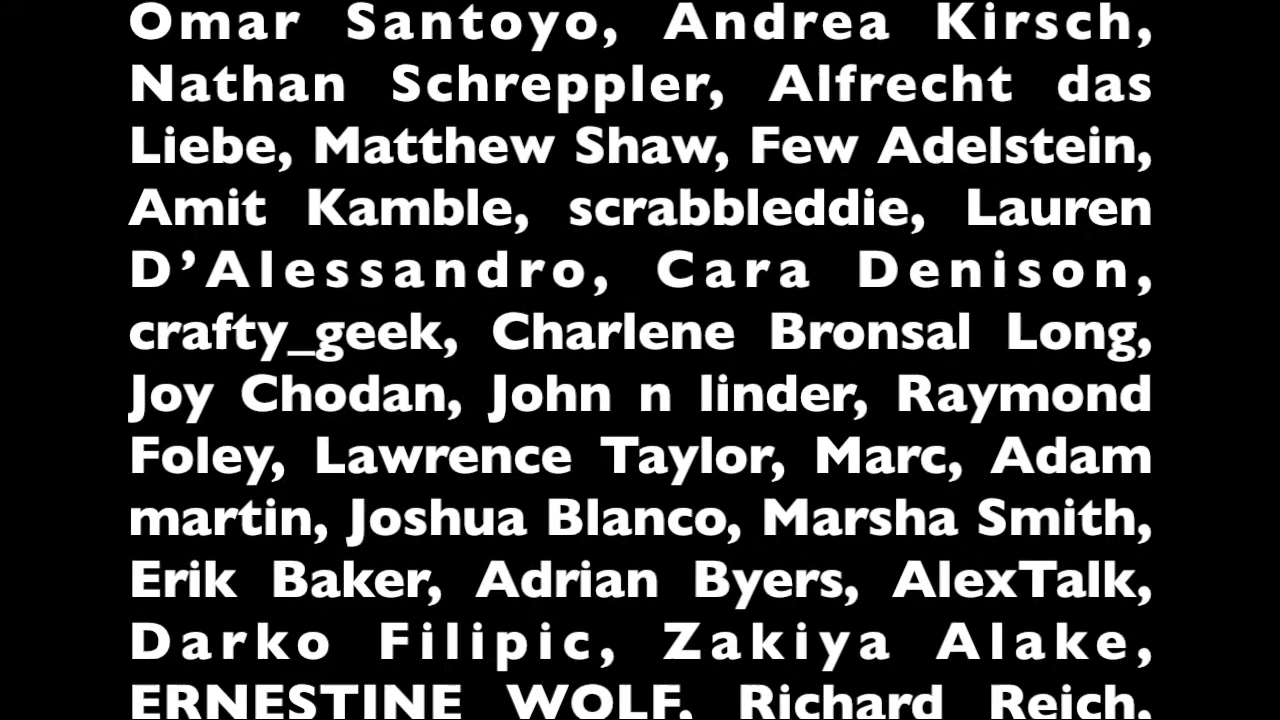 Omar Santoyo, Andrea Kirsch,
Nathan Schreppler, Alfrecht das
Liebe, Matthew Shaw, Few Adelstein,
Amit Kamble, scrabbleddie, Lauren
D’Alessandro, Cara Denison,
crafty_geek, Charlene Bronsal Long,
Joy Chodan, John n linder, Raymond
Foley, Lawrence Taylor, Marc, Adam
martin, Joshua Blanco, Marsha Smith,
Erik Baker, Adrian Byers, AlexTalk,
Darko Filipic, Zakiya Alake,
ERNESTINE WOLF, Richard Reich,